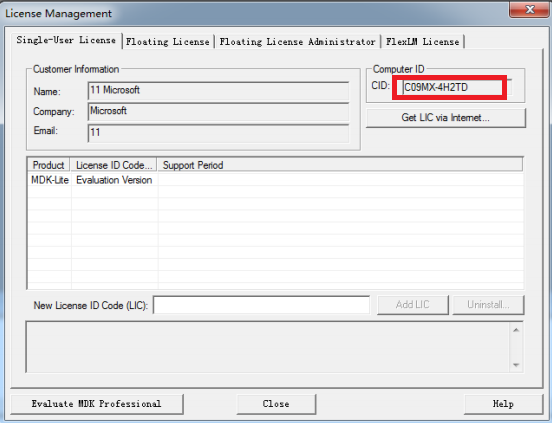 License Management
Single-User License Floating License Floating License Administrator FlexLM License
Customer Information
Name: 11 Microsoft
Company: Microsoft
Email: 11
Computer ID
CID: C09MX-4H2TD
Get LIC via Internet...
Product License ID Code... Support Period
MDK-Lite Evaluation Version
New License ID Code (LIC): Add LIC Uninstall...
Evaluate MDK Professional Close Help